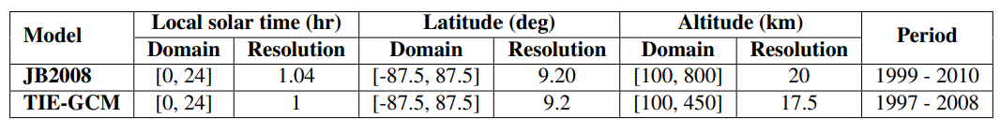 Model Local solar time (hr) Latitude (deg) Altitude (km) Period
Domain Resolution Domain Resolution Domain Resolution
JB2008 [0, 24] 1.04 [-87.5, 87.5] 9.20 [100, 800] 20 1999 - 2010
TIE-GCM [0, 24] 1 [-87.5, 87.5] 9.2 [100, 450] 17.5 1997 - 2008